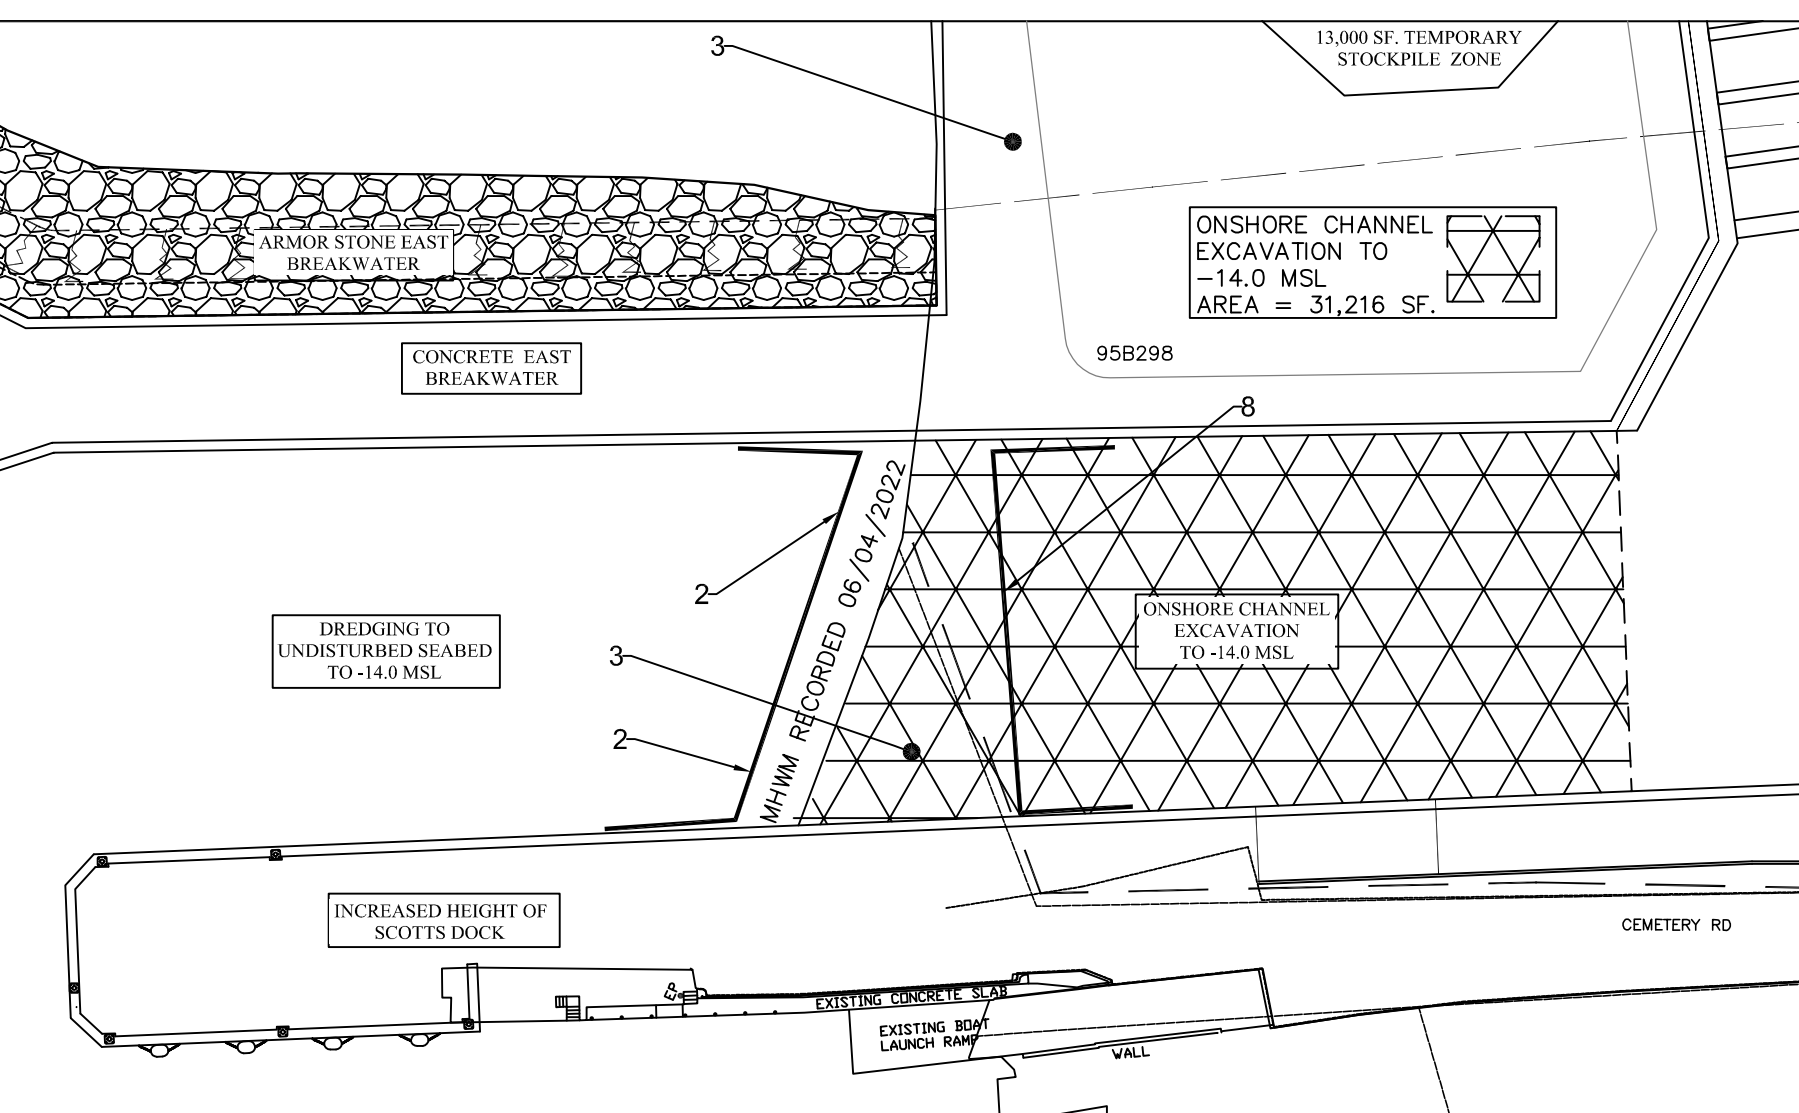 13,000 SF. TEMPORARY
STOCKPILE ZONE
3
ARMOR STONE EAST
BREAKWATER
ONSHORE CHANNEL
EXCAVATION TO
-14.0 MSL
AREA = 31,216 SF.
CONCRETE EAST
BREAKWATER
95B298
8
MHWM RECORDED 06/04/2022
2
ONSHORE CHANNEL
EXCAVATION
TO -14.0 MSL
DREDGING TO
UNDISTURBED SEABED
TO -14.0 MSL
3
2
INCREASED HEIGHT OF
SCOTTS DOCK
CEMETERY RD
EP
EXISTING CONCRETE SLAB
EXISTING BOAT
LAUNCH RAMP
WALL